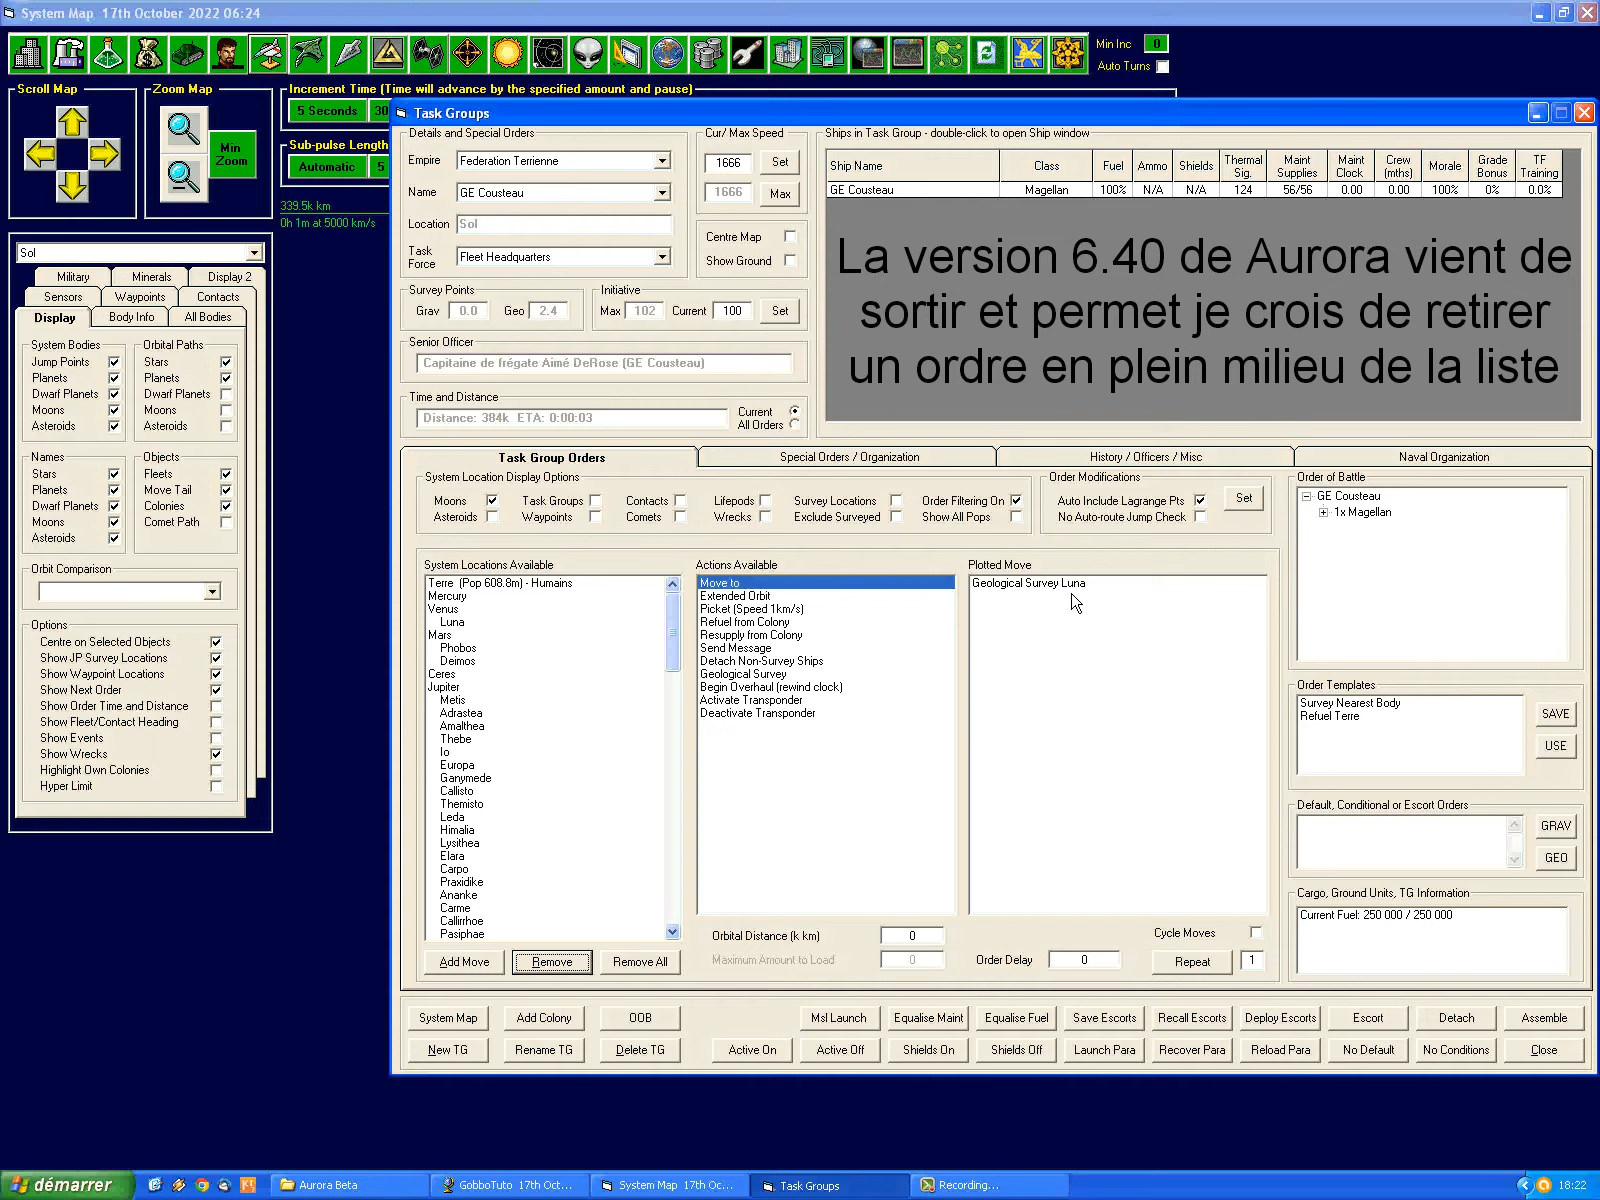 System Map  17th October 2022 06:24
Min Inc 0
Auto Turns
Scroll Map
Zoom Map
Min Zoom
Increment Time (Time will advance by the specified amount and pause)
5 Seconds 30
Sub-pulse Length
Automatic 5
339.5k km
0h 1m at 5000 km/s
Sol
Military Minerals Display 2
Sensors Waypoints Contacts
Display Body Info All Bodies
System Bodies
Jump Points
Planets
Dwarf Planets
Moons
Asteroids
Orbital Paths
Stars
Planets
Dwarf Planets
Moons
Asteroids
Names
Stars
Planets
Dwarf Planets
Moons
Asteroids
Objects
Fleets
Move Tail
Colonies
Comet Path
Orbit Comparison
Options
Centre on Selected Objects
Show JP Survey Locations
Show Waypoint Locations
Show Next Order
Show Order Time and Distance
Show Fleet/Contact Heading
Show Events
Show Wrecks
Highlight Own Colonies
Hyper Limit
Task Groups
Details and Special Orders
Empire Federation Terrienne
Name GE Cousteau
Location Sol
Task Force Fleet Headquarters
Cur/ Max Speed
1666 Set
1666 Max
Centre Map
Show Ground
Survey Points
Grav 0.0 Geo 2.4
Initiative
Max 102 Current 100 Set
Senior Officer
Capitaine de frégate Aimé DeRose (GE Cousteau)
Time and Distance
Distance: 384k  ETA: 0:00:03
Current
All Orders
Ships in Task Group - double-click to open Ship window
Ship Name Class Fuel Ammo Shields Thermal Sig. Maint Supplies Maint Clock Crew (mths) Morale Grade Bonus TF Training
GE Cousteau Magellan 100% N/A N/A 124 56/56 0.00 0.00 100% 0% 0.0%
La version 6.40 de Aurora vient de
sortir et permet je crois de retirer
un ordre en plein milieu de la liste
Task Group Orders Special Orders / Organization History / Officers / Misc Naval Organization
System Location Display Options
Moons Task Groups Contacts Lifepods Survey Locations Order Filtering On
Asteroids Waypoints Comets Wrecks Exclude Surveyed Show All Pops
Order Modifications
Auto Include Lagrange Pts Set
No Auto-route Jump Check
System Locations Available
Terre  (Pop 608.8m) - Humains
Mercury
Venus
Luna
Mars
Phobos
Deimos
Ceres
Jupiter
Metis
Adrastea
Amalthea
Thebe
Io
Europa
Ganymede
Callisto
Themisto
Leda
Himalia
Lysithea
Elara
Carpo
Praxidike
Ananke
Carme
Callirrhoe
Pasiphae
Actions Available
Move to
Extended Orbit
Picket (Speed 1km/s)
Refuel from Colony
Resupply from Colony
Send Message
Detach Non-Survey Ships
Geological Survey
Begin Overhaul (rewind clock)
Activate Transponder
Deactivate Transponder
Plotted Move
Geological Survey Luna
Orbital Distance (k km) 0
Maximum Amount to Load 0
Cycle Moves
Order Delay 0 Repeat 1
Add Move Remove Remove All
Order of Battle
GE Cousteau
1x Magellan
Order Templates
Survey Nearest Body
Refuel Terre
SAVE
USE
Default, Conditional or Escort Orders
GRAV
GEO
Cargo, Ground Units, TG Information
Current Fuel: 250 000 / 250 000
System Map Add Colony OOB Msl Launch Equalise Maint Equalise Fuel Save Escorts Recall Escorts Deploy Escorts Escort Detach Assemble
New TG Rename TG Delete TG Active On Active Off Shields On Shields Off Launch Para Recover Para Reload Para No Default No Conditions Close
démarrer Aurora Beta GobboTuto  17th Oct... System Map  17th Oc... Task Groups Recording... 18:22